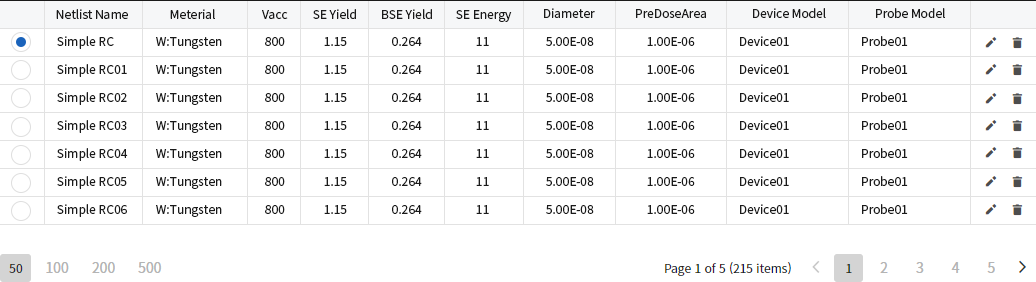 Netlist Name Meterial Vacc SE Yield BSE Yield SE Energy Diameter PreDoseArea Device Model Probe Model
Simple RC W:Tungsten 800 1.15 0.264 11 5.00E-08 1.00E-06 Device01 Probe01
Simple RC01 W:Tungsten 800 1.15 0.264 11 5.00E-08 1.00E-06 Device01 Probe01
Simple RC02 W:Tungsten 800 1.15 0.264 11 5.00E-08 1.00E-06 Device01 Probe01
Simple RC03 W:Tungsten 800 1.15 0.264 11 5.00E-08 1.00E-06 Device01 Probe01
Simple RC04 W:Tungsten 800 1.15 0.264 11 5.00E-08 1.00E-06 Device01 Probe01
Simple RC05 W:Tungsten 800 1.15 0.264 11 5.00E-08 1.00E-06 Device01 Probe01
Simple RC06 W:Tungsten 800 1.15 0.264 11 5.00E-08 1.00E-06 Device01 Probe01
50 100 200 500 Page 1 of 5 (215 items) 1 2 3 4 5